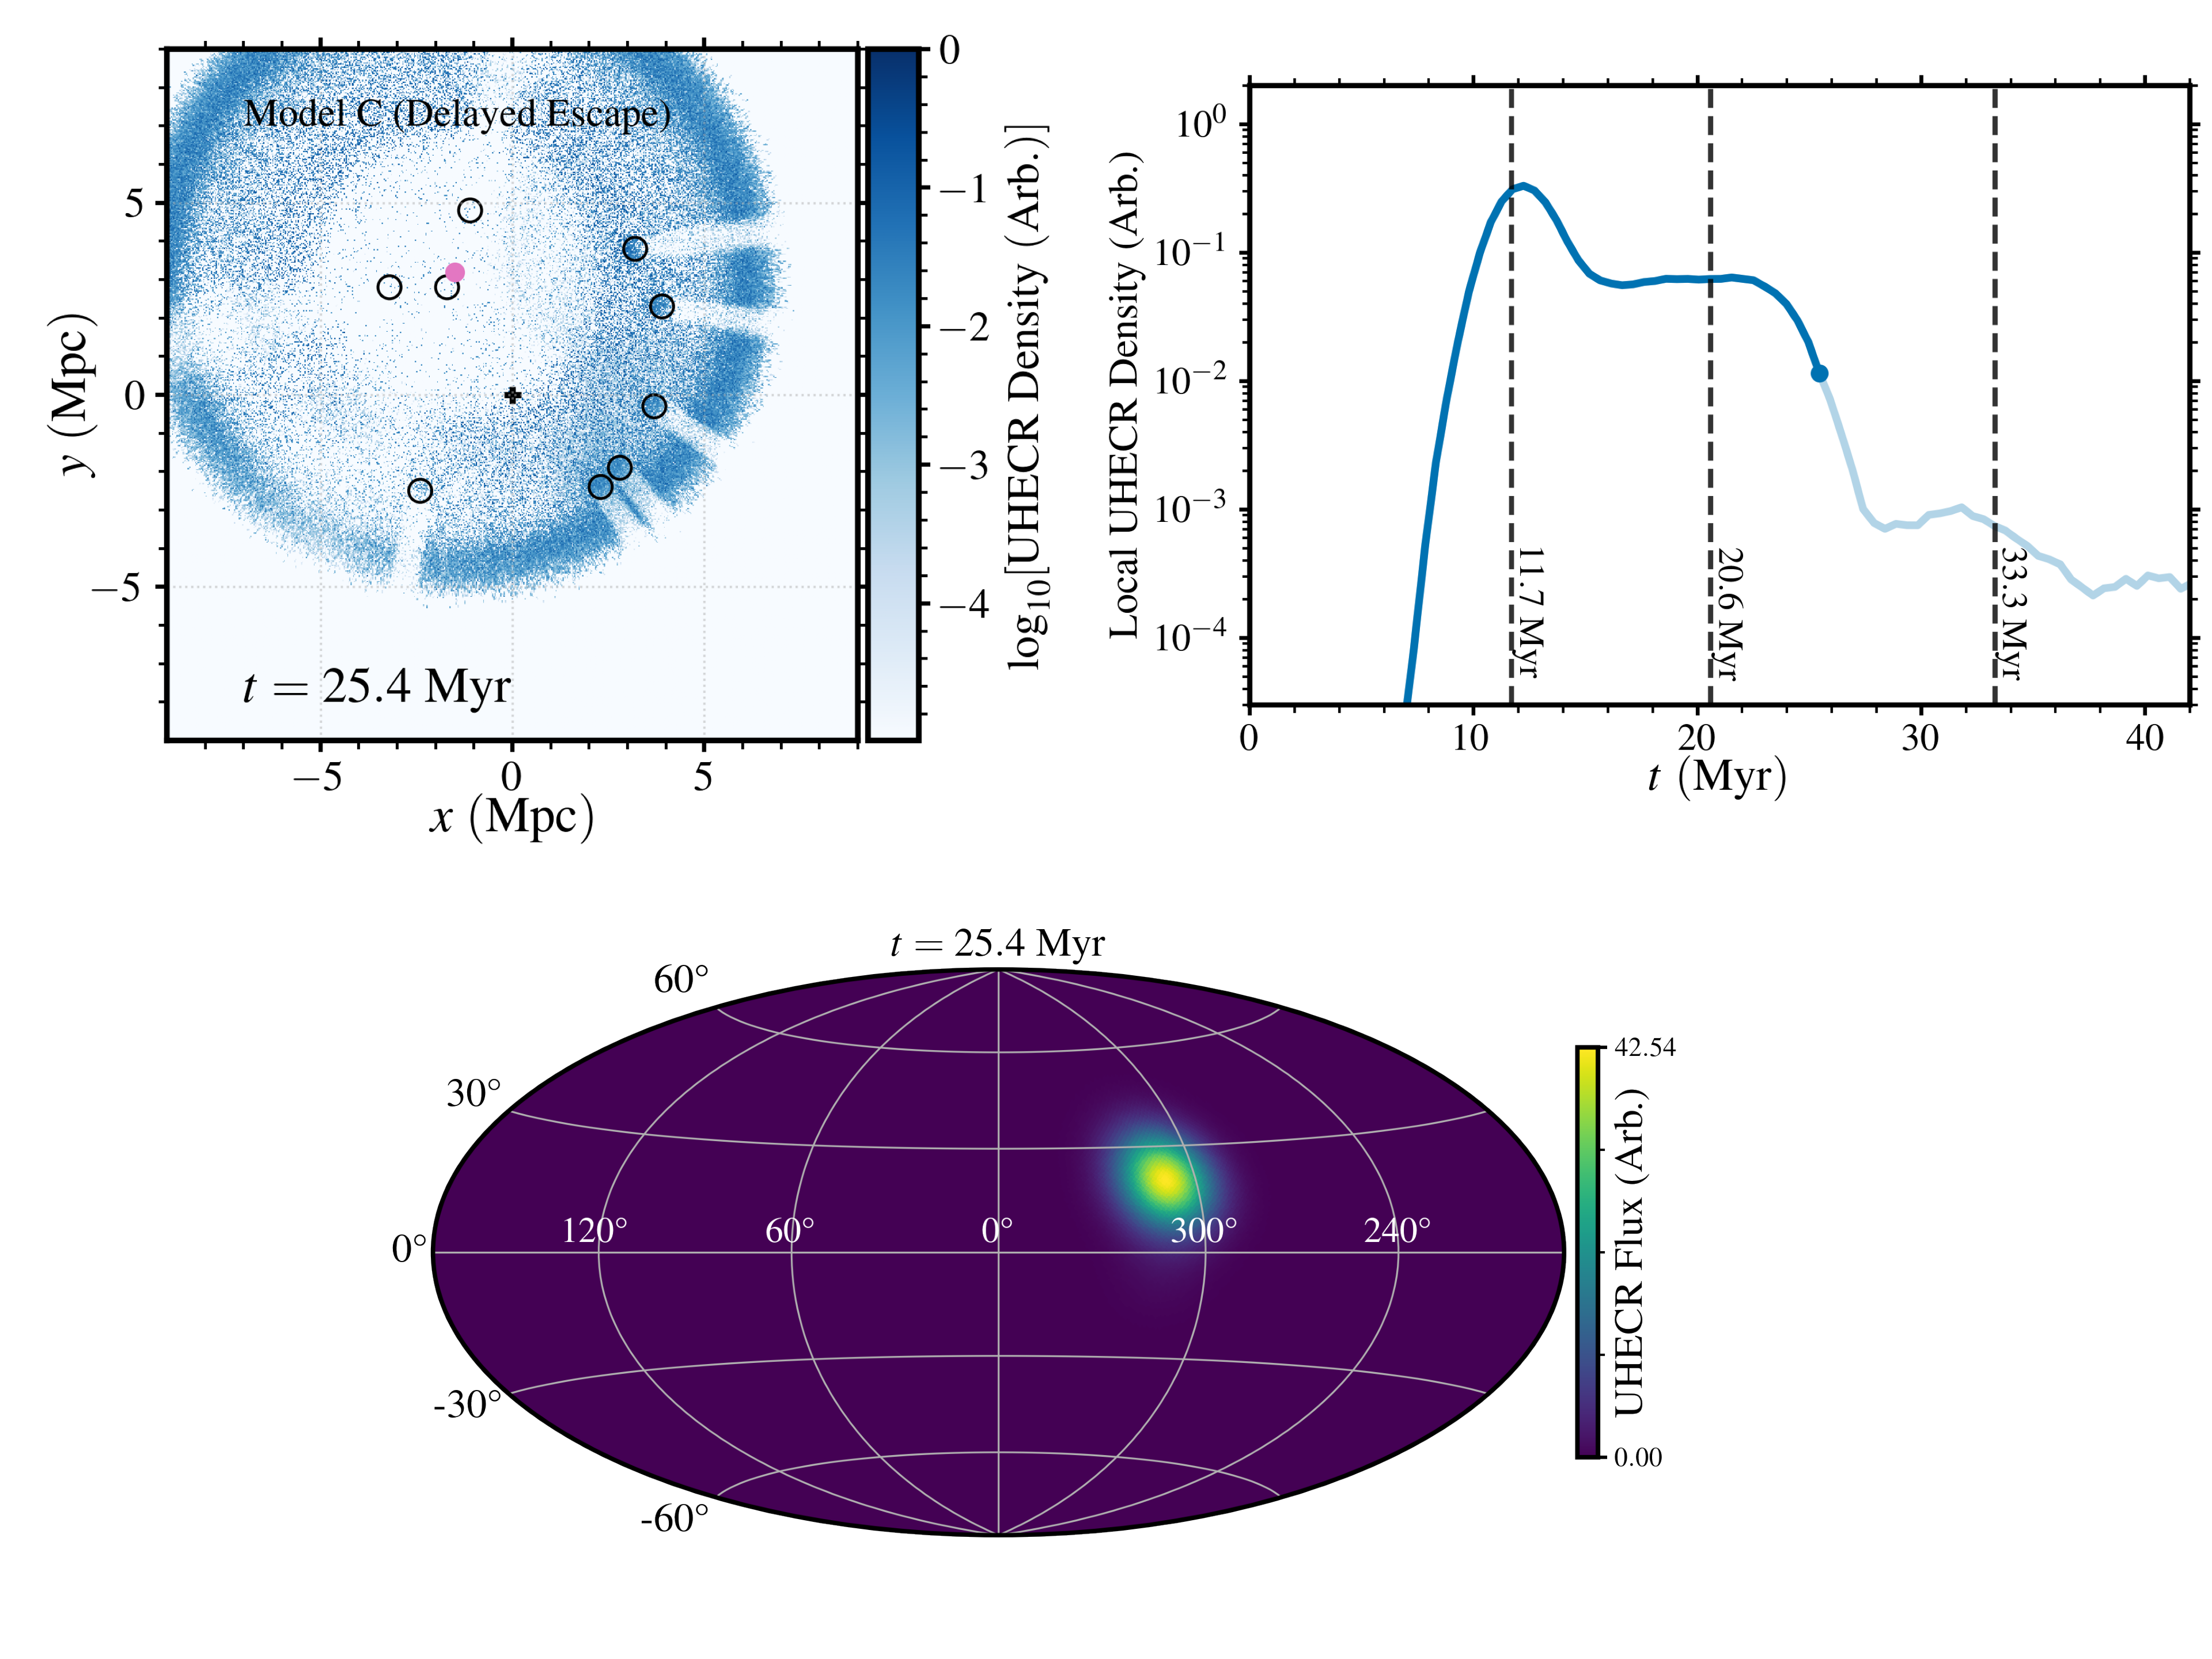 Model C (Delayed Escape)
t = 25.4 Myr
5
0
−5
y (Mpc)
−5
0
5
x (Mpc)
0
−1
−2
−3
−4
log10[UHECR Density (Arb.)]
10^0
10^−1
10^−2
10^−3
10^−4
Local UHECR Density (Arb.)
11.7 Myr
20.6 Myr
33.3 Myr
0
10
20
30
40
t (Myr)
t = 25.4 Myr
60°
30°
0°
-30°
-60°
120°
60°
0°
300°
240°
42.54
0.00
UHECR Flux (Arb.)